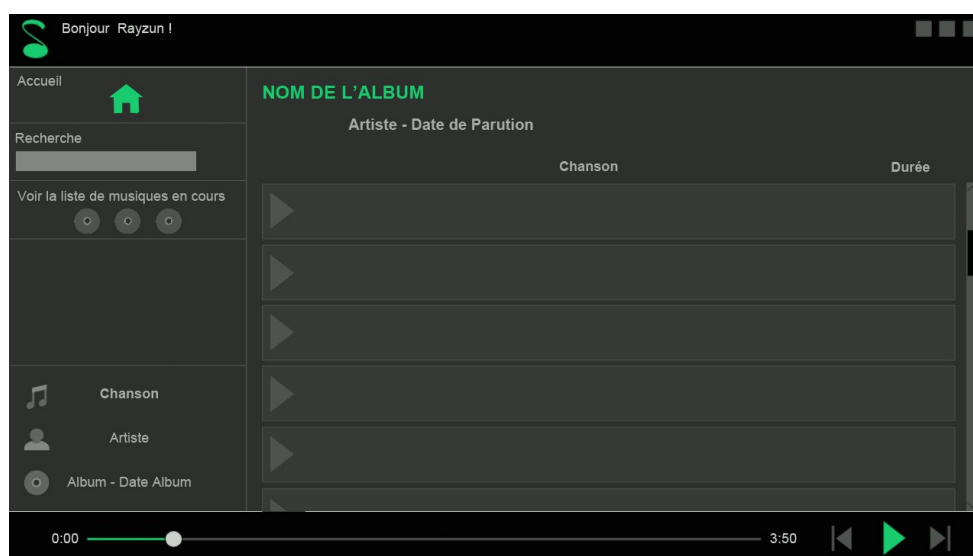 Bonjour Rayzun !
Accueil
Recherche
Voir la liste de musiques en cours
Chanson
Artiste
Album - Date Album
NOM DE L'ALBUM
Artiste - Date de Parution
Chanson Durée
0:00 3:50